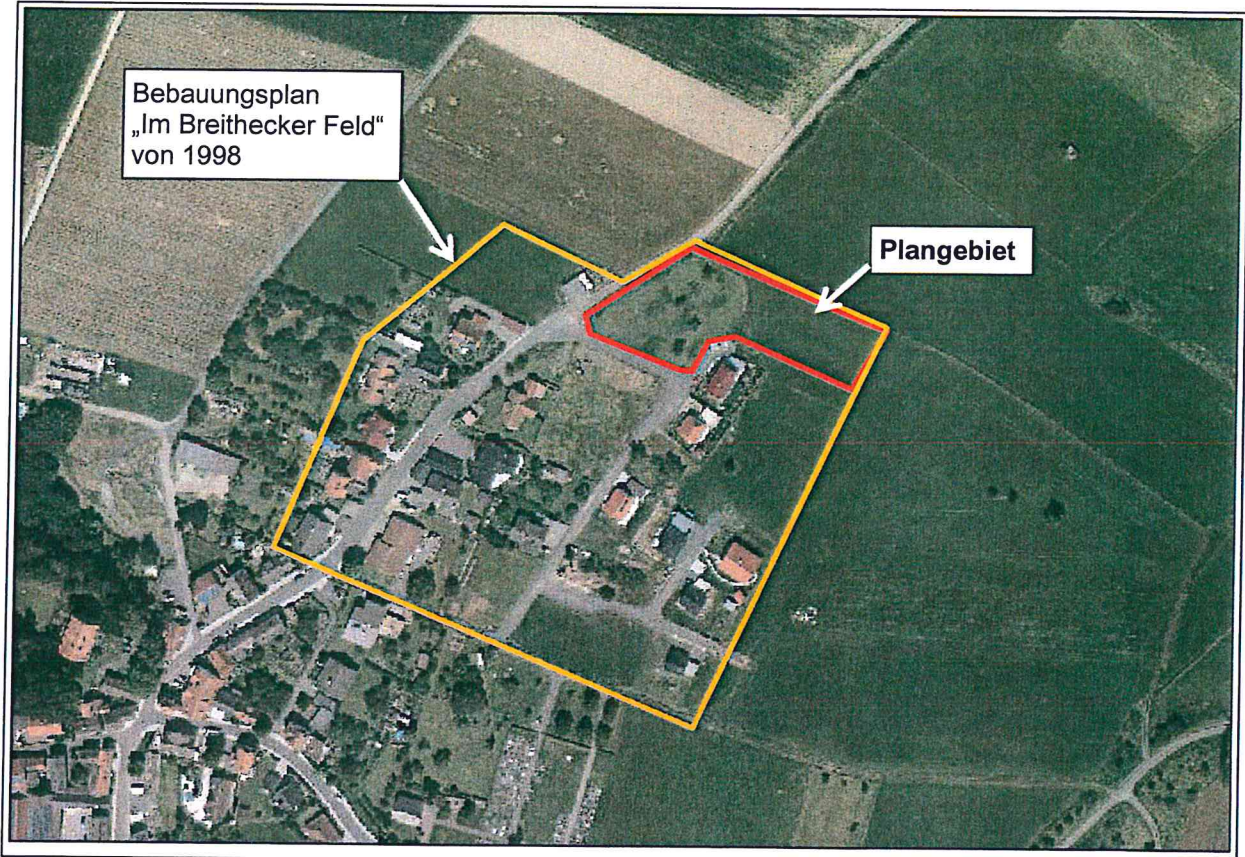 Bebauungsplan
„Im Breithecker Feld“
von 1998
Plangebiet